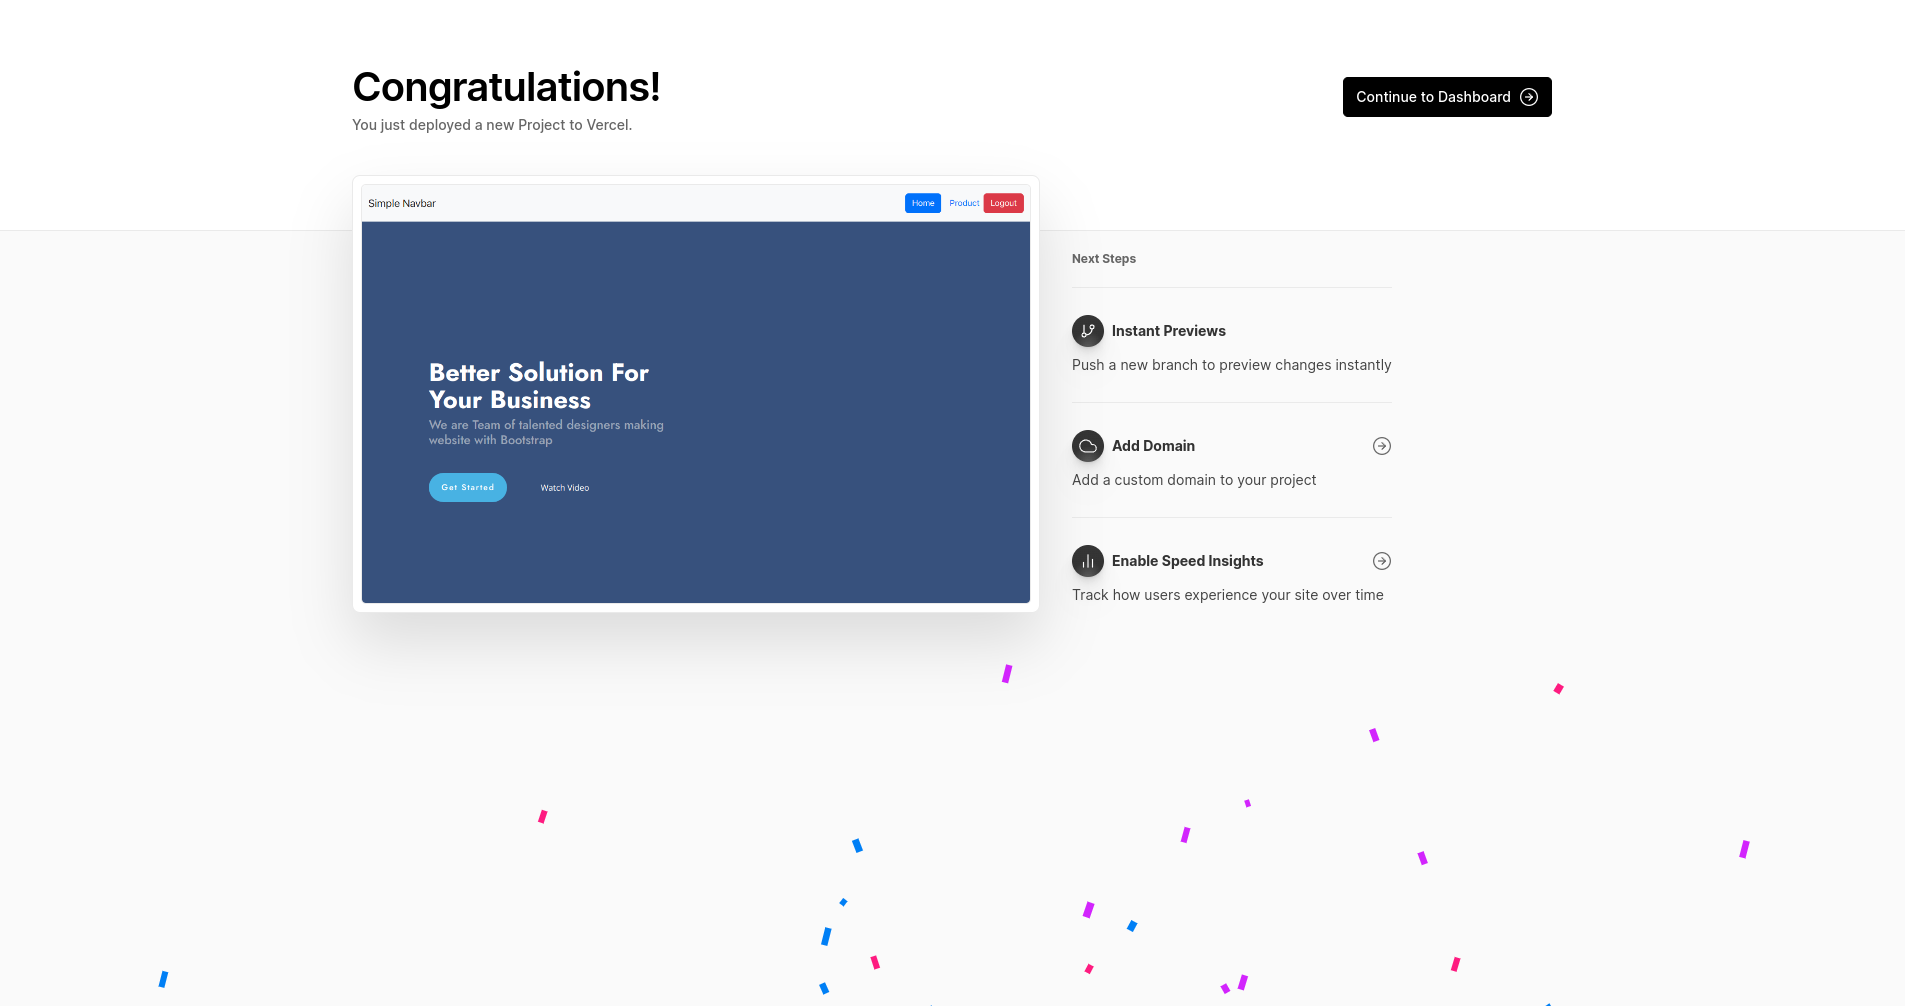 Congratulations!
Continue to Dashboard
You just deployed a new Project to Vercel.
Simple Navbar
Home
Product
Logout
Better Solution For
Your Business
We are Team of talented designers making
website with Bootstrap
Get Started
Watch Video
Next Steps
Instant Previews
Push a new branch to preview changes instantly
Add Domain
Add a custom domain to your project
Enable Speed Insights
Track how users experience your site over time